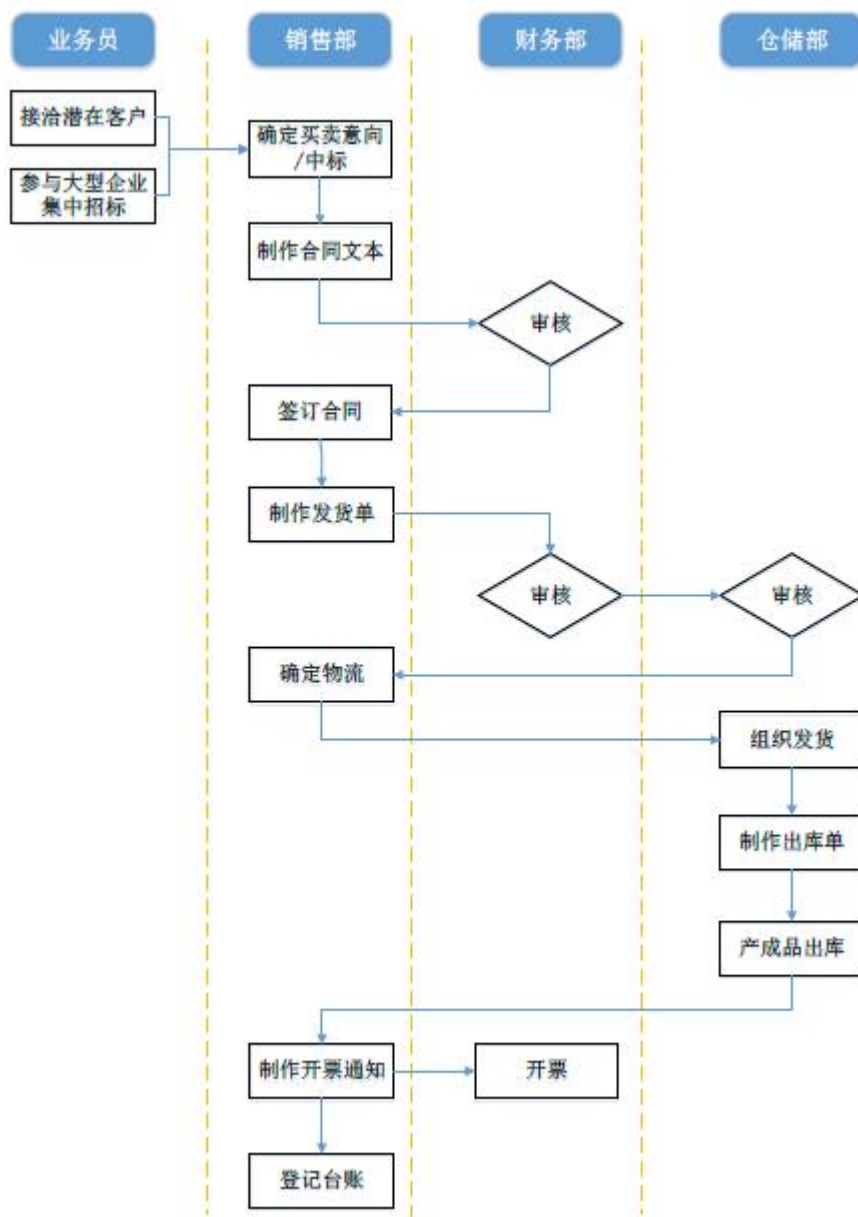 业务员
销售部
财务部
仓储部
接洽潜在客户
参与大型企业
集中招标
确定买卖意向
/中标
制作合同文本
审核
签订合同
制作发货单
审核
审核
确定物流
组织发货
制作出库单
产成品出库
制作开票通知
开票
登记台账